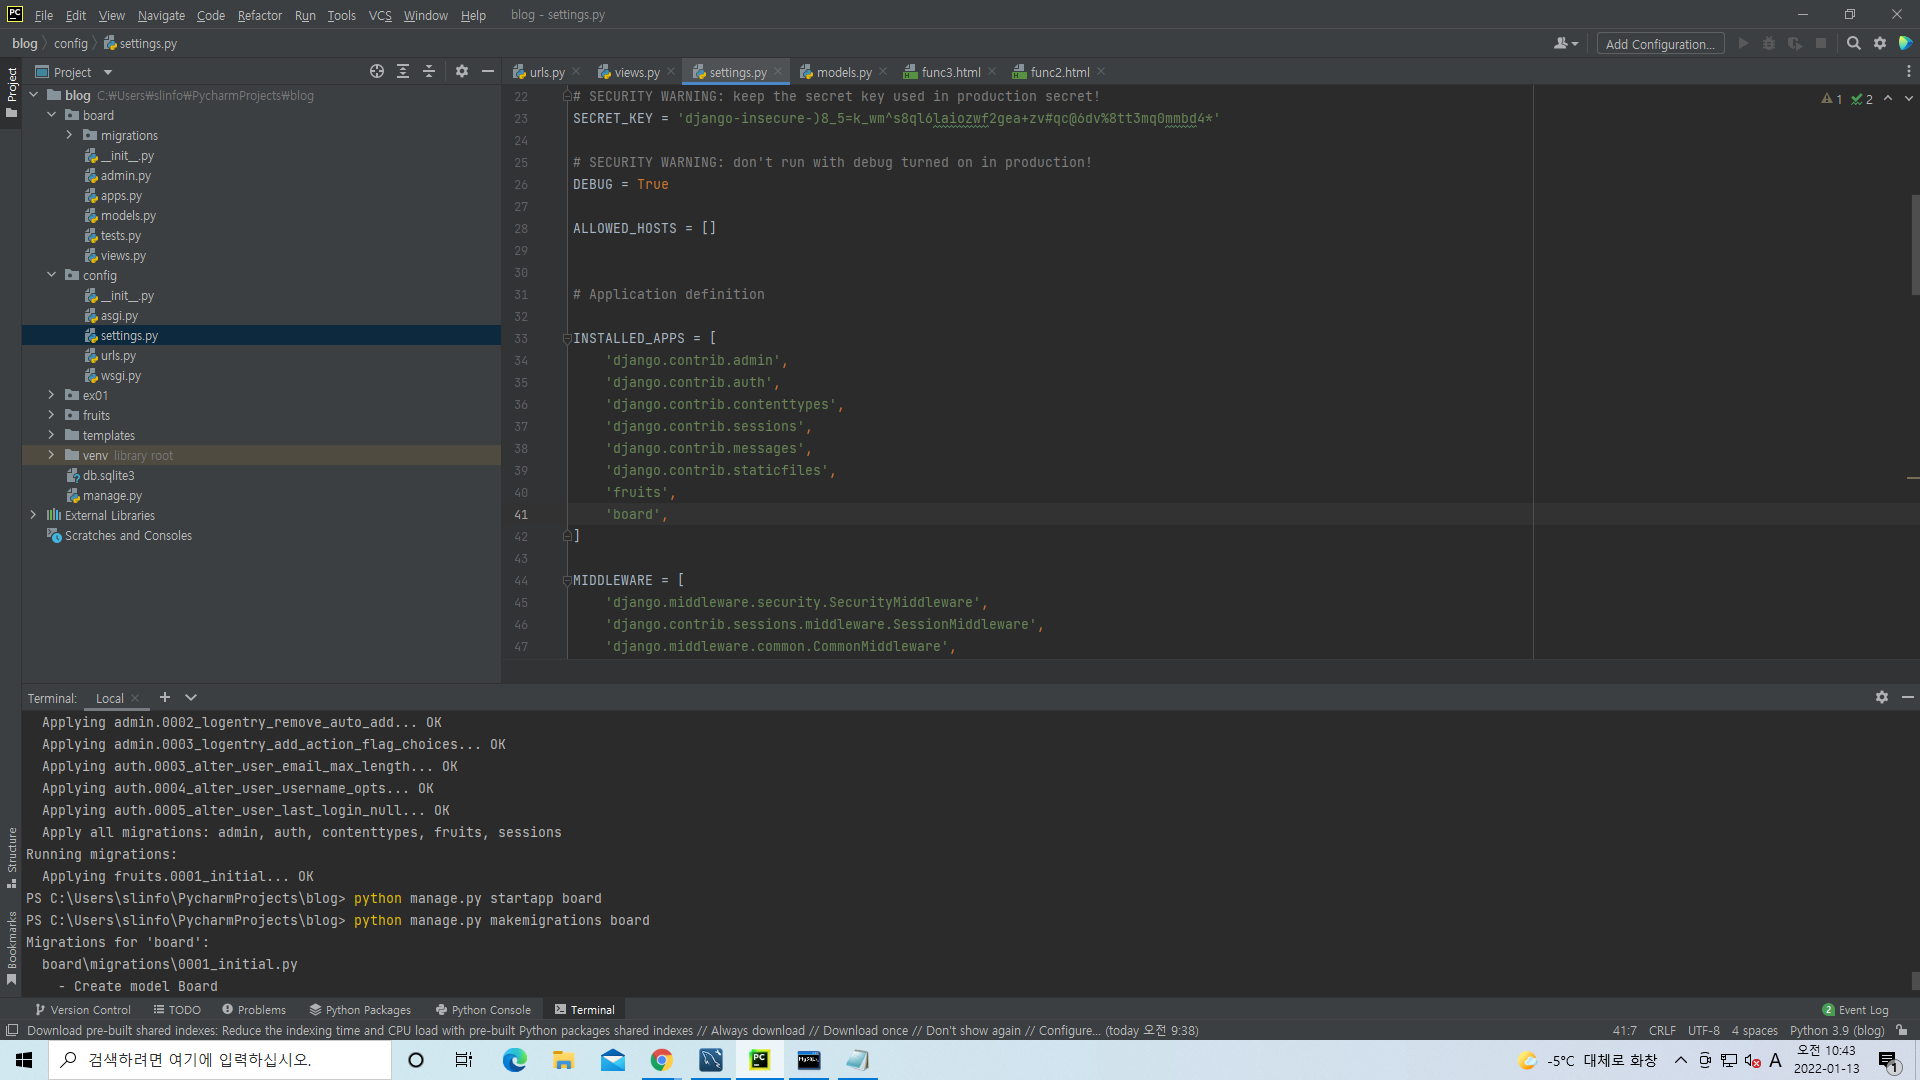 File Edit View Navigate Code Refactor Run Tools VCS Window Help blog - settings.py
blog config settings.py Add Configuration...
Project
urls.py views.py settings.py models.py func3.html func2.html
Project
blog C:₩Users₩slinfo₩PycharmProjects₩blog
board
migrations
__init__.py
admin.py
apps.py
models.py
tests.py
views.py
config
__init__.py
asgi.py
settings.py
urls.py
wsgi.py
ex01
fruits
templates
venv library root
db.sqlite3
manage.py
External Libraries
Scratches and Consoles
1 2
22 # SECURITY WARNING: keep the secret key used in production secret!
23 SECRET_KEY = 'django-insecure-)8_5=k_wm^s8ql6laiozwf2gea+zv#qc@6dv%8tt3mq0mmbd4*'
24
25 # SECURITY WARNING: don't run with debug turned on in production!
26 DEBUG = True
27
28 ALLOWED_HOSTS = []
29
30
31 # Application definition
32
33 INSTALLED_APPS = [
34 'django.contrib.admin',
35 'django.contrib.auth',
36 'django.contrib.contenttypes',
37 'django.contrib.sessions',
38 'django.contrib.messages',
39 'django.contrib.staticfiles',
40 'fruits',
41 'board',
42 ]
43
44 MIDDLEWARE = [
45 'django.middleware.security.SecurityMiddleware',
46 'django.contrib.sessions.middleware.SessionMiddleware',
47 'django.middleware.common.CommonMiddleware',
Terminal: Local
Applying admin.0002_logentry_remove_auto_add... OK
Applying admin.0003_logentry_add_action_flag_choices... OK
Applying auth.0003_alter_user_email_max_length... OK
Applying auth.0004_alter_user_username_opts... OK
Applying auth.0005_alter_user_last_login_null... OK
Apply all migrations: admin, auth, contenttypes, fruits, sessions
Running migrations:
Applying fruits.0001_initial... OK
PS C:\Users\slinfo\PycharmProjects\blog> python manage.py startapp board
PS C:\Users\slinfo\PycharmProjects\blog> python manage.py makemigrations board
Migrations for 'board':
board\migrations\0001_initial.py
- Create model Board
Structure
Bookmarks
Version Control TODO Problems Python Packages Python Console Terminal 2 Event Log
Download pre-built shared indexes: Reduce the indexing time and CPU load with pre-built Python packages shared indexes // Always download // Download once // Don't show again // Configure... (today 오전 9:38) 41:7 CRLF UTF-8 4 spaces Python 3.9 (blog)
검색하려면 여기에 입력하십시오. PC MySQL -5°C 대체로 화창 A 오전 10:43
2022-01-13 1